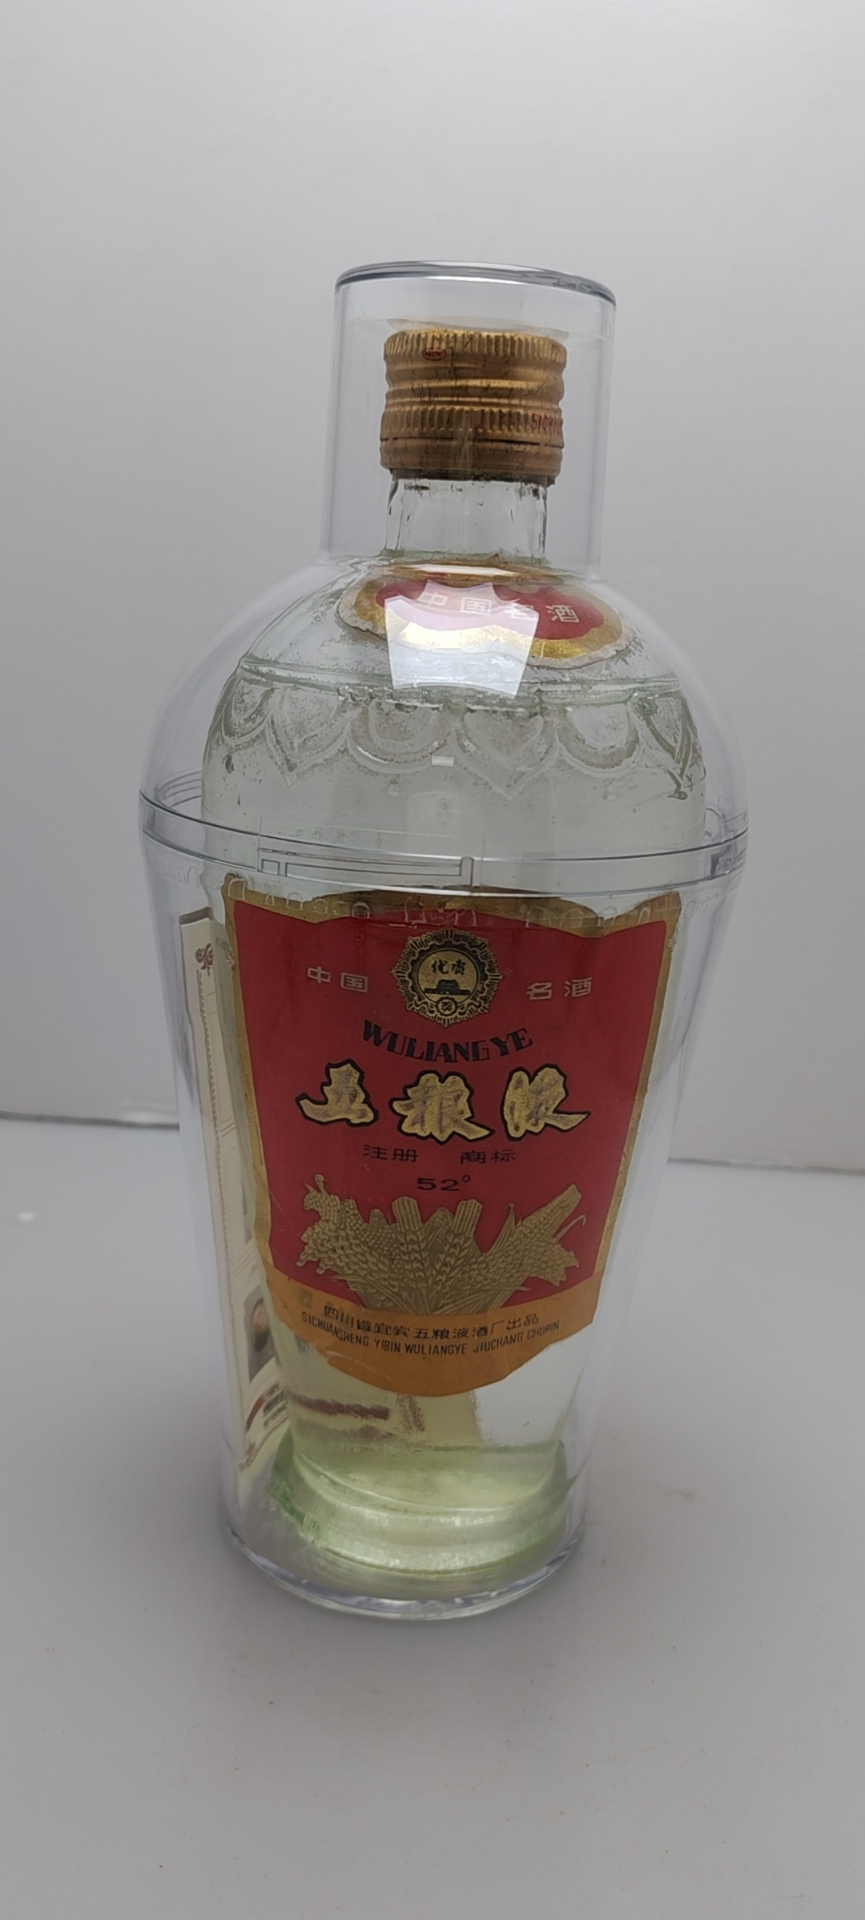 中国名酒
中国 优质 名酒
WULIANGYE
五粮液
注册 商标
52°
四川省宜宾五粮液酒厂出品
SICHUANSHENG YIBIN WULIANGYE JIUCHANG CHUPIN